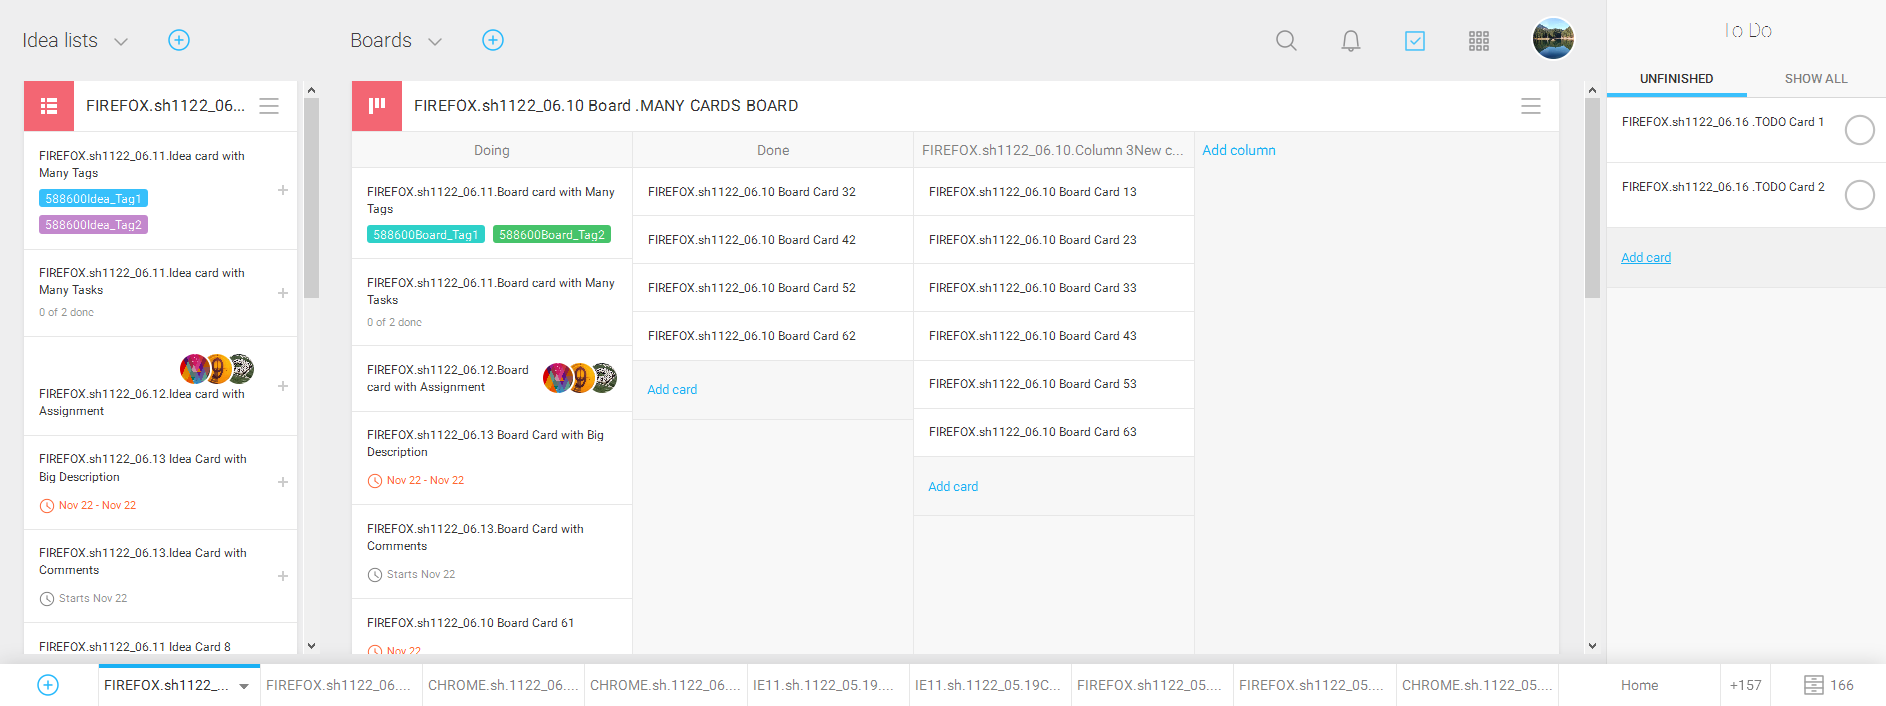 Idea lists
Boards
To Do
UNFINISHED
SHOW ALL
FIREFOX.sh1122_06...
FIREFOX.sh1122_06.11.Idea card with
Many Tags
588600Idea_Tag1
588600Idea_Tag2
FIREFOX.sh1122_06.11.Idea card with
Many Tasks
0 of 2 done
FIREFOX.sh1122_06.12.Idea card with
Assignment
FIREFOX.sh1122_06.13 Idea Card with
Big Description
Nov 22 - Nov 22
FIREFOX.sh1122_06.13.Idea Card with
Comments
Starts Nov 22
FIREFOX.sh1122_06.11 Idea Card 8
FIREFOX.sh1122_06.10 Board .MANY CARDS BOARD
Doing
FIREFOX.sh1122_06.11.Board card with Many
Tags
588600Board_Tag1
588600Board_Tag2
FIREFOX.sh1122_06.11.Board card with Many
Tasks
0 of 2 done
FIREFOX.sh1122_06.12.Board
card with Assignment
FIREFOX.sh1122_06.13 Board Card with Big
Description
Nov 22 - Nov 22
FIREFOX.sh1122_06.13.Board Card with
Comments
Starts Nov 22
FIREFOX.sh1122_06.10 Board Card 61
Nov 22
Done
FIREFOX.sh1122_06.10 Board Card 32
FIREFOX.sh1122_06.10 Board Card 42
FIREFOX.sh1122_06.10 Board Card 52
FIREFOX.sh1122_06.10 Board Card 62
Add card
FIREFOX.sh1122_06.10.Column 3New c...
FIREFOX.sh1122_06.10 Board Card 13
FIREFOX.sh1122_06.10 Board Card 23
FIREFOX.sh1122_06.10 Board Card 33
FIREFOX.sh1122_06.10 Board Card 43
FIREFOX.sh1122_06.10 Board Card 53
FIREFOX.sh1122_06.10 Board Card 63
Add card
Add column
FIREFOX.sh1122_06.16 .TODO Card 1
FIREFOX.sh1122_06.16 .TODO Card 2
Add card
FIREFOX.sh1122_...
FIREFOX.sh1122_06....
CHROME.sh.1122_06....
CHROME.sh.1122_06....
IE11.sh.1122_05.19....
IE11.sh.1122_05.19C...
FIREFOX.sh1122_05....
FIREFOX.sh1122_05....
CHROME.sh.1122_05....
Home
+157
166